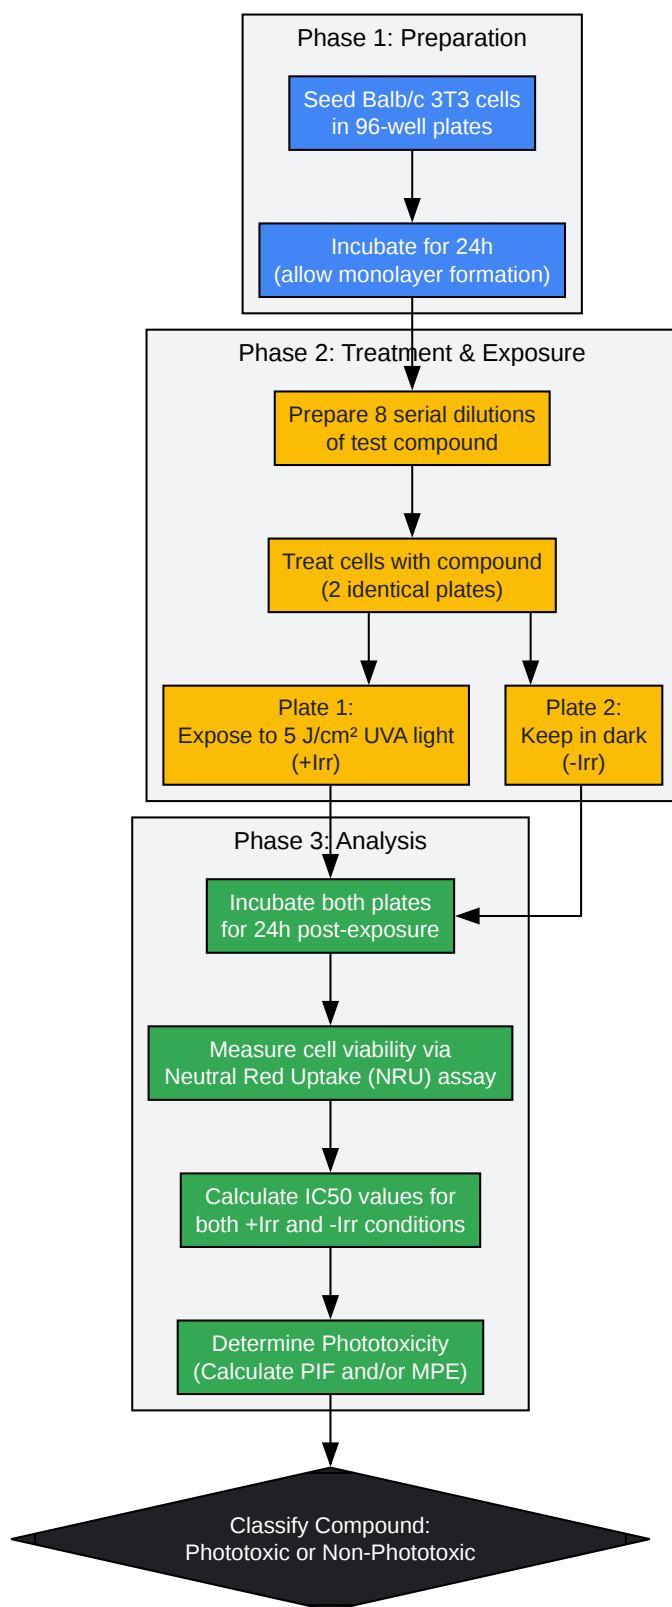 Phase 1: Preparation
Seed Balb/c 3T3 cells
in 96-well plates
Incubate for 24h
(allow monolayer formation)
Phase 2: Treatment & Exposure
Prepare 8 serial dilutions
of test compound
Treat cells with compound
(2 identical plates)
Plate 1:
Expose to 5 J/cm² UVA light
(+Irr)
Plate 2:
Keep in dark
(-Irr)
Phase 3: Analysis
Incubate both plates
for 24h post-exposure
Measure cell viability via
Neutral Red Uptake (NRU) assay
Calculate IC50 values for
both +Irr and -Irr conditions
Determine Phototoxicity
(Calculate PIF and/or MPE)
Classify Compound:
Phototoxic or Non-Phototoxic